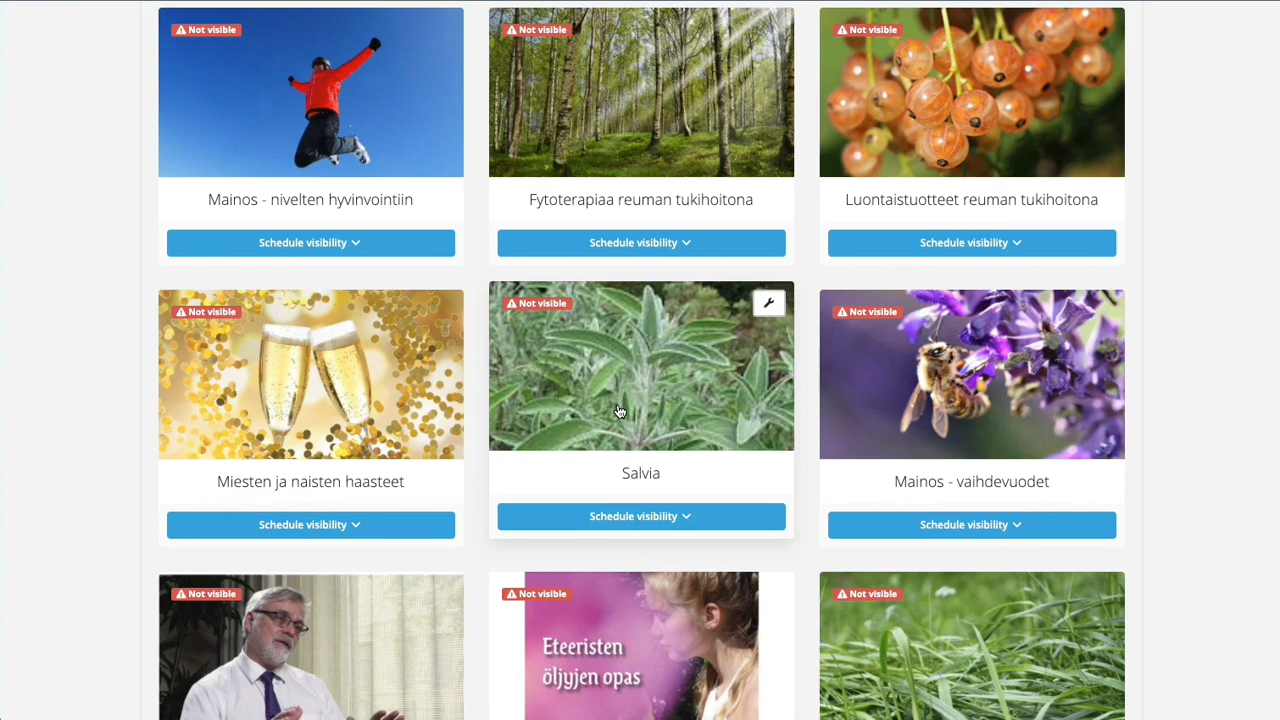 Not visible
Not visible
Not visible
Mainos - nivelten hyvinvointiin
Fytoterapiaa reuman tukihoitona
Luontaistuotteet reuman tukihoitona
Schedule visibility
Schedule visibility
Schedule visibility
Not visible
Not visible
Not visible
Miesten ja naisten haasteet
Salvia
Mainos - vaihdevuodet
Schedule visibility
Schedule visibility
Schedule visibility
Not visible
Not visible
Not visible
Eteeristen
öljyjen opas